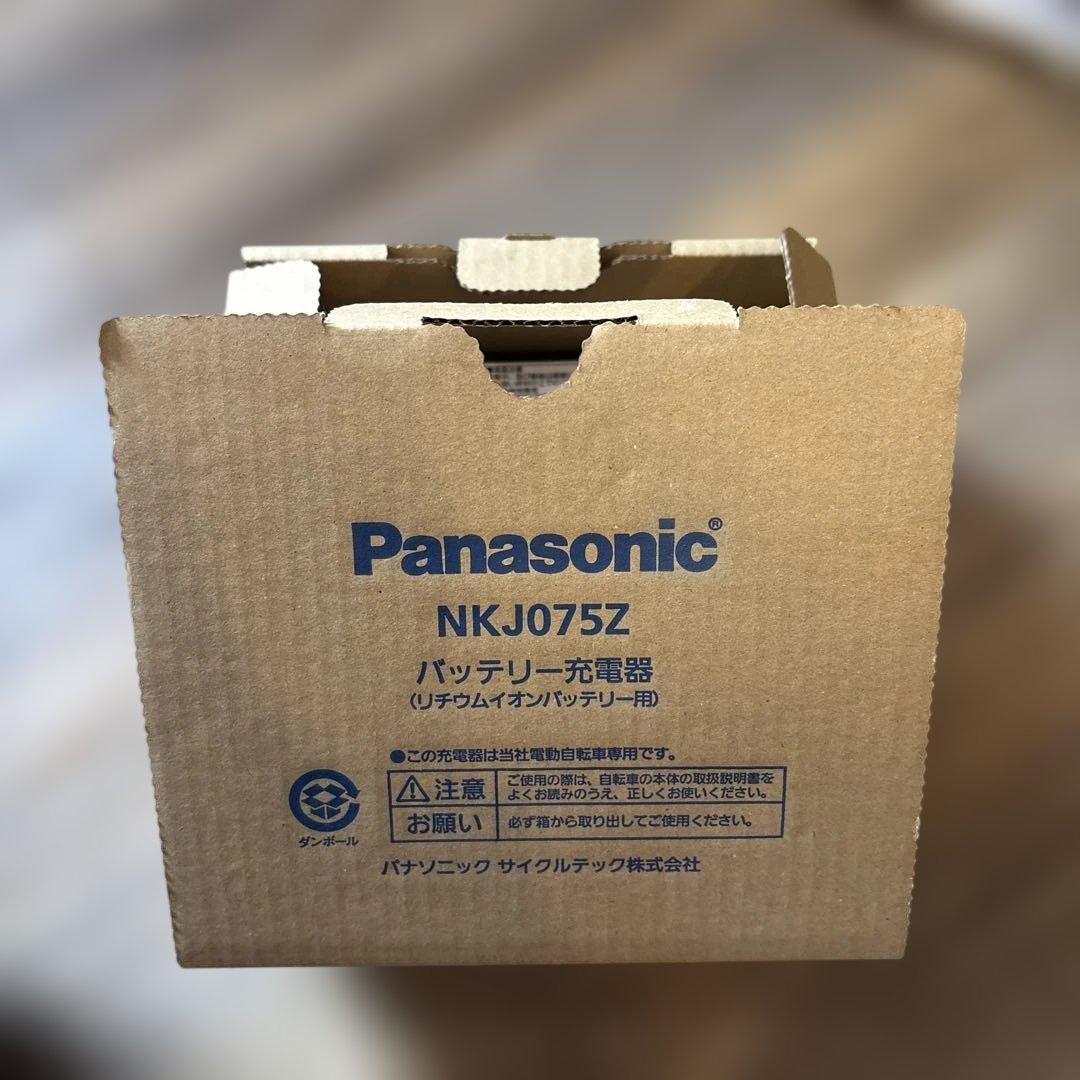 Panasonic®
NKJ075Z
バッテリー充電器
(リチウムイオンバッテリー用)
●この充電器は当社電動自転車専用です。
⚠注意
ご使用の際は、自転車の本体の取扱説明書を
よくお読みのうえ、正しくお使いください。
お願い
必ず箱から取り出してご使用ください。
ダンボール
パナソニック サイクルテック株式会社